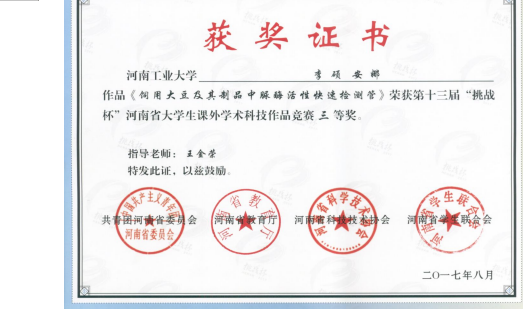 获奖证书
河南工业大学 李硕 安娜
作品《饲用大豆及其制品中脲酶活性快速检测管》荣获第十三届“挑战
杯”河南省大学生课外学术科技作品竞赛 三 等奖。
指导老师： 王金荣
特发此证，以兹鼓励。
共青团河南省委员会 河南省教育厅 河南省科学技术协会 河南省学生联合会
二〇一七年八月